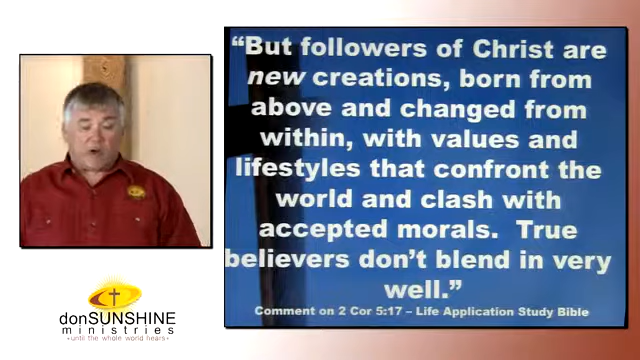 “But followers of Christ are
new creations, born from
above and changed from
within, with values and
lifestyles that confront the
world and clash with
accepted morals.  True
believers don’t blend in very
well.”
Comment on 2 Cor 5:17 – Life Application Study Bible
donSUNSHINE
ministries
•until the whole world hears•